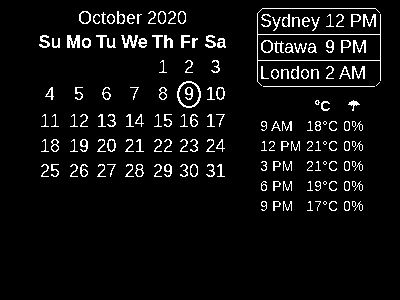 October 2020
Su Mo Tu We Th Fr Sa
1 2 3
4 5 6 7 8 9 10
11 12 13 14 15 16 17
18 19 20 21 22 23 24
25 26 27 28 29 30 31
Sydney 12 PM
Ottawa 9 PM
London 2 AM
°C ☂
9 AM 18°C 0%
12 PM 21°C 0%
3 PM 21°C 0%
6 PM 19°C 0%
9 PM 17°C 0%